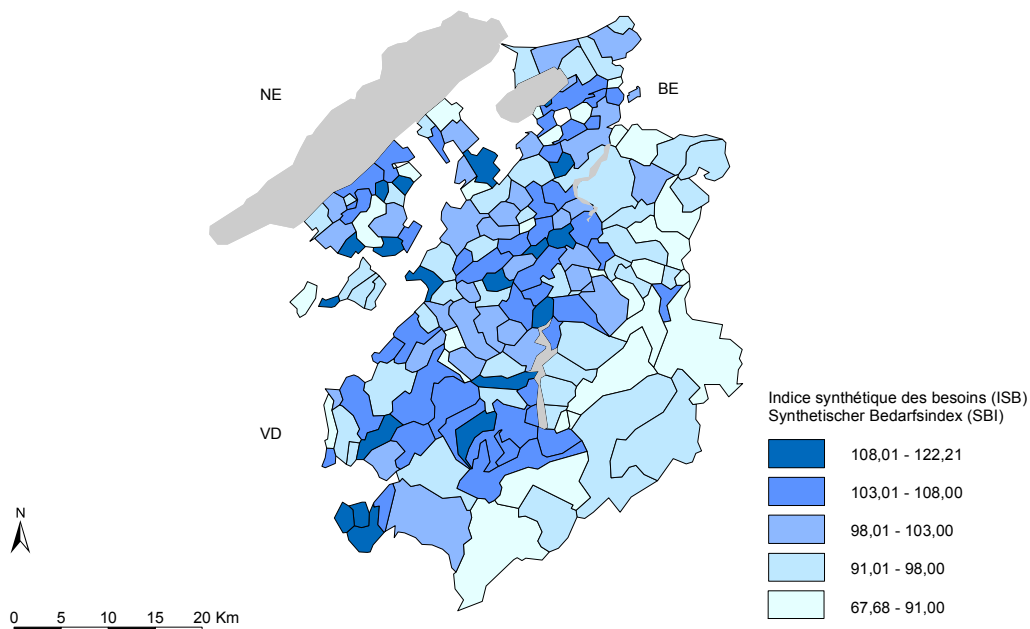 NE
BE
VD
Indice synthétique des besoins (ISB)
Synthetischer Bedarfsindex (SBI)
108,01 - 122,21
103,01 - 108,00
98,01 - 103,00
91,01 - 98,00
67,68 - 91,00
N
0 5 10 15 20 Km